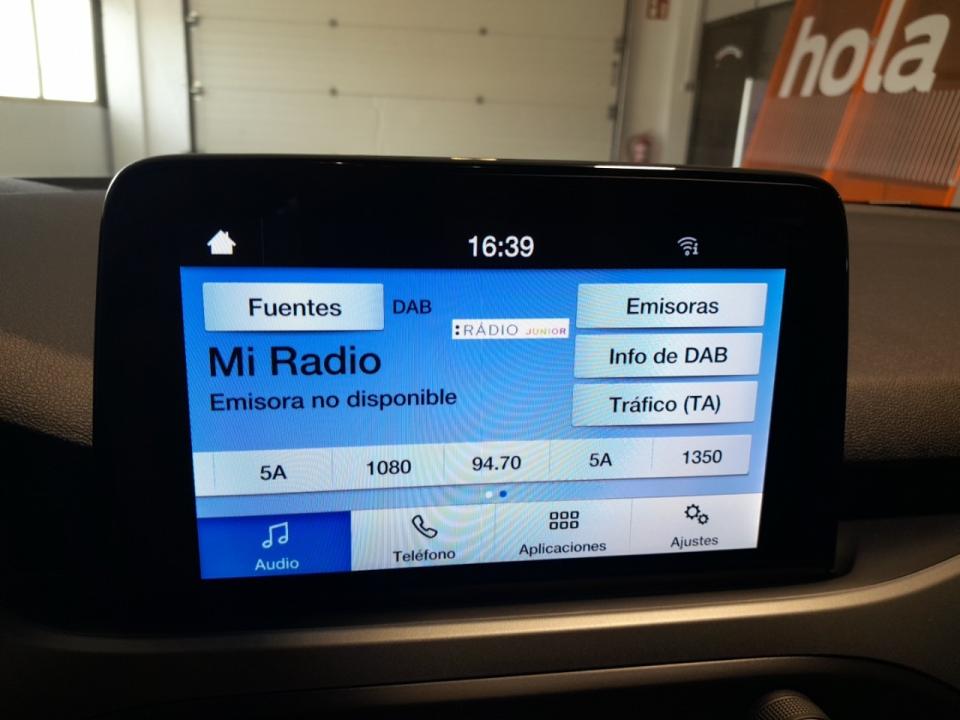 hola
16:39
Fuentes
DAB
:RÁDIO JUNIOR
Emisoras
Mi Radio
Info de DAB
Emisora no disponible
Tráfico (TA)
5A
1080
94.70
5A
1350
Audio
Teléfono
Aplicaciones
Ajustes